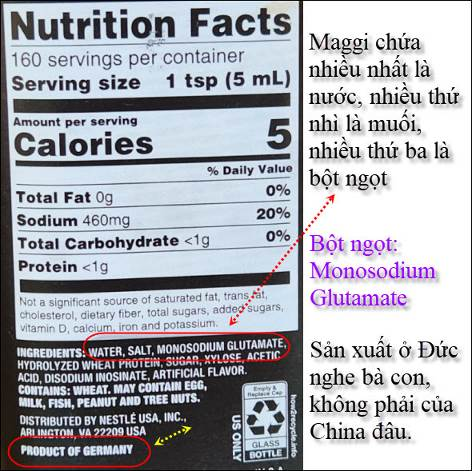 Nutrition Facts
160 servings per container
Serving size 1 tsp (5 mL)
Amount per serving
Calories 5
% Daily Value
Total Fat 0g 0%
Sodium 460mg 20%
Total Carbohydrate <1g 0%
Protein <1g
Not a significant source of saturated fat, trans fat,
cholesterol, dietary fiber, total sugars, added sugars,
vitamin D, calcium, iron and potassium.
INGREDIENTS: WATER, SALT, MONOSODIUM GLUTAMATE,
HYDROLYZED WHEAT PROTEIN, SUGAR, XYLOSE, ACETIC
ACID, DISODIUM INOSINATE, ARTIFICIAL FLAVOR.
CONTAINS: WHEAT. MAY CONTAIN EGG,
MILK, FISH, PEANUT AND TREE NUTS.
DISTRIBUTED BY NESTLÉ USA, INC.,
ARLINGTON, VA 22209 USA
PRODUCT OF GERMANY
Empty &
Replace Cap
GLASS
BOTTLE
US ONLY
how2recycle.info
Maggi chứa
nhiều nhất là
nước, nhiều thứ
nhì là muối,
nhiều thứ ba là
bột ngọt
Bột ngọt:
Monosodium
Glutamate
Sản xuất ở Đức
nghe bà con,
không phải của
China đâu.